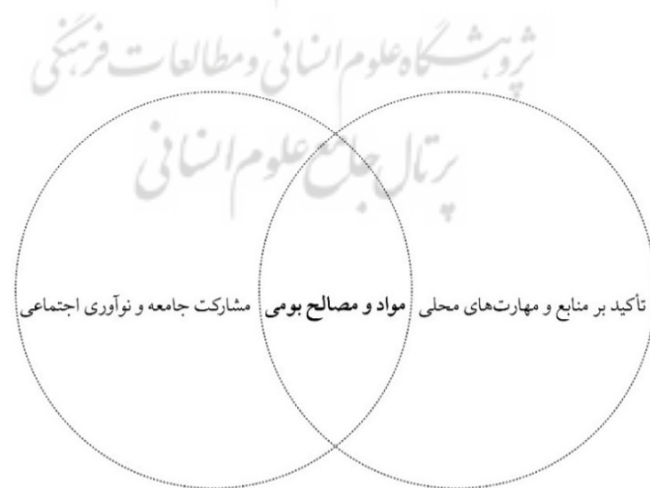 پژوهشگاه علوم انسانی و مطالعات فرهنگی
پرتال جامع علوم انسانی
تأکید بر منابع و مهارت‌های محلی
مواد و مصالح بومی
مشارکت جامعه و نوآوری اجتماعی